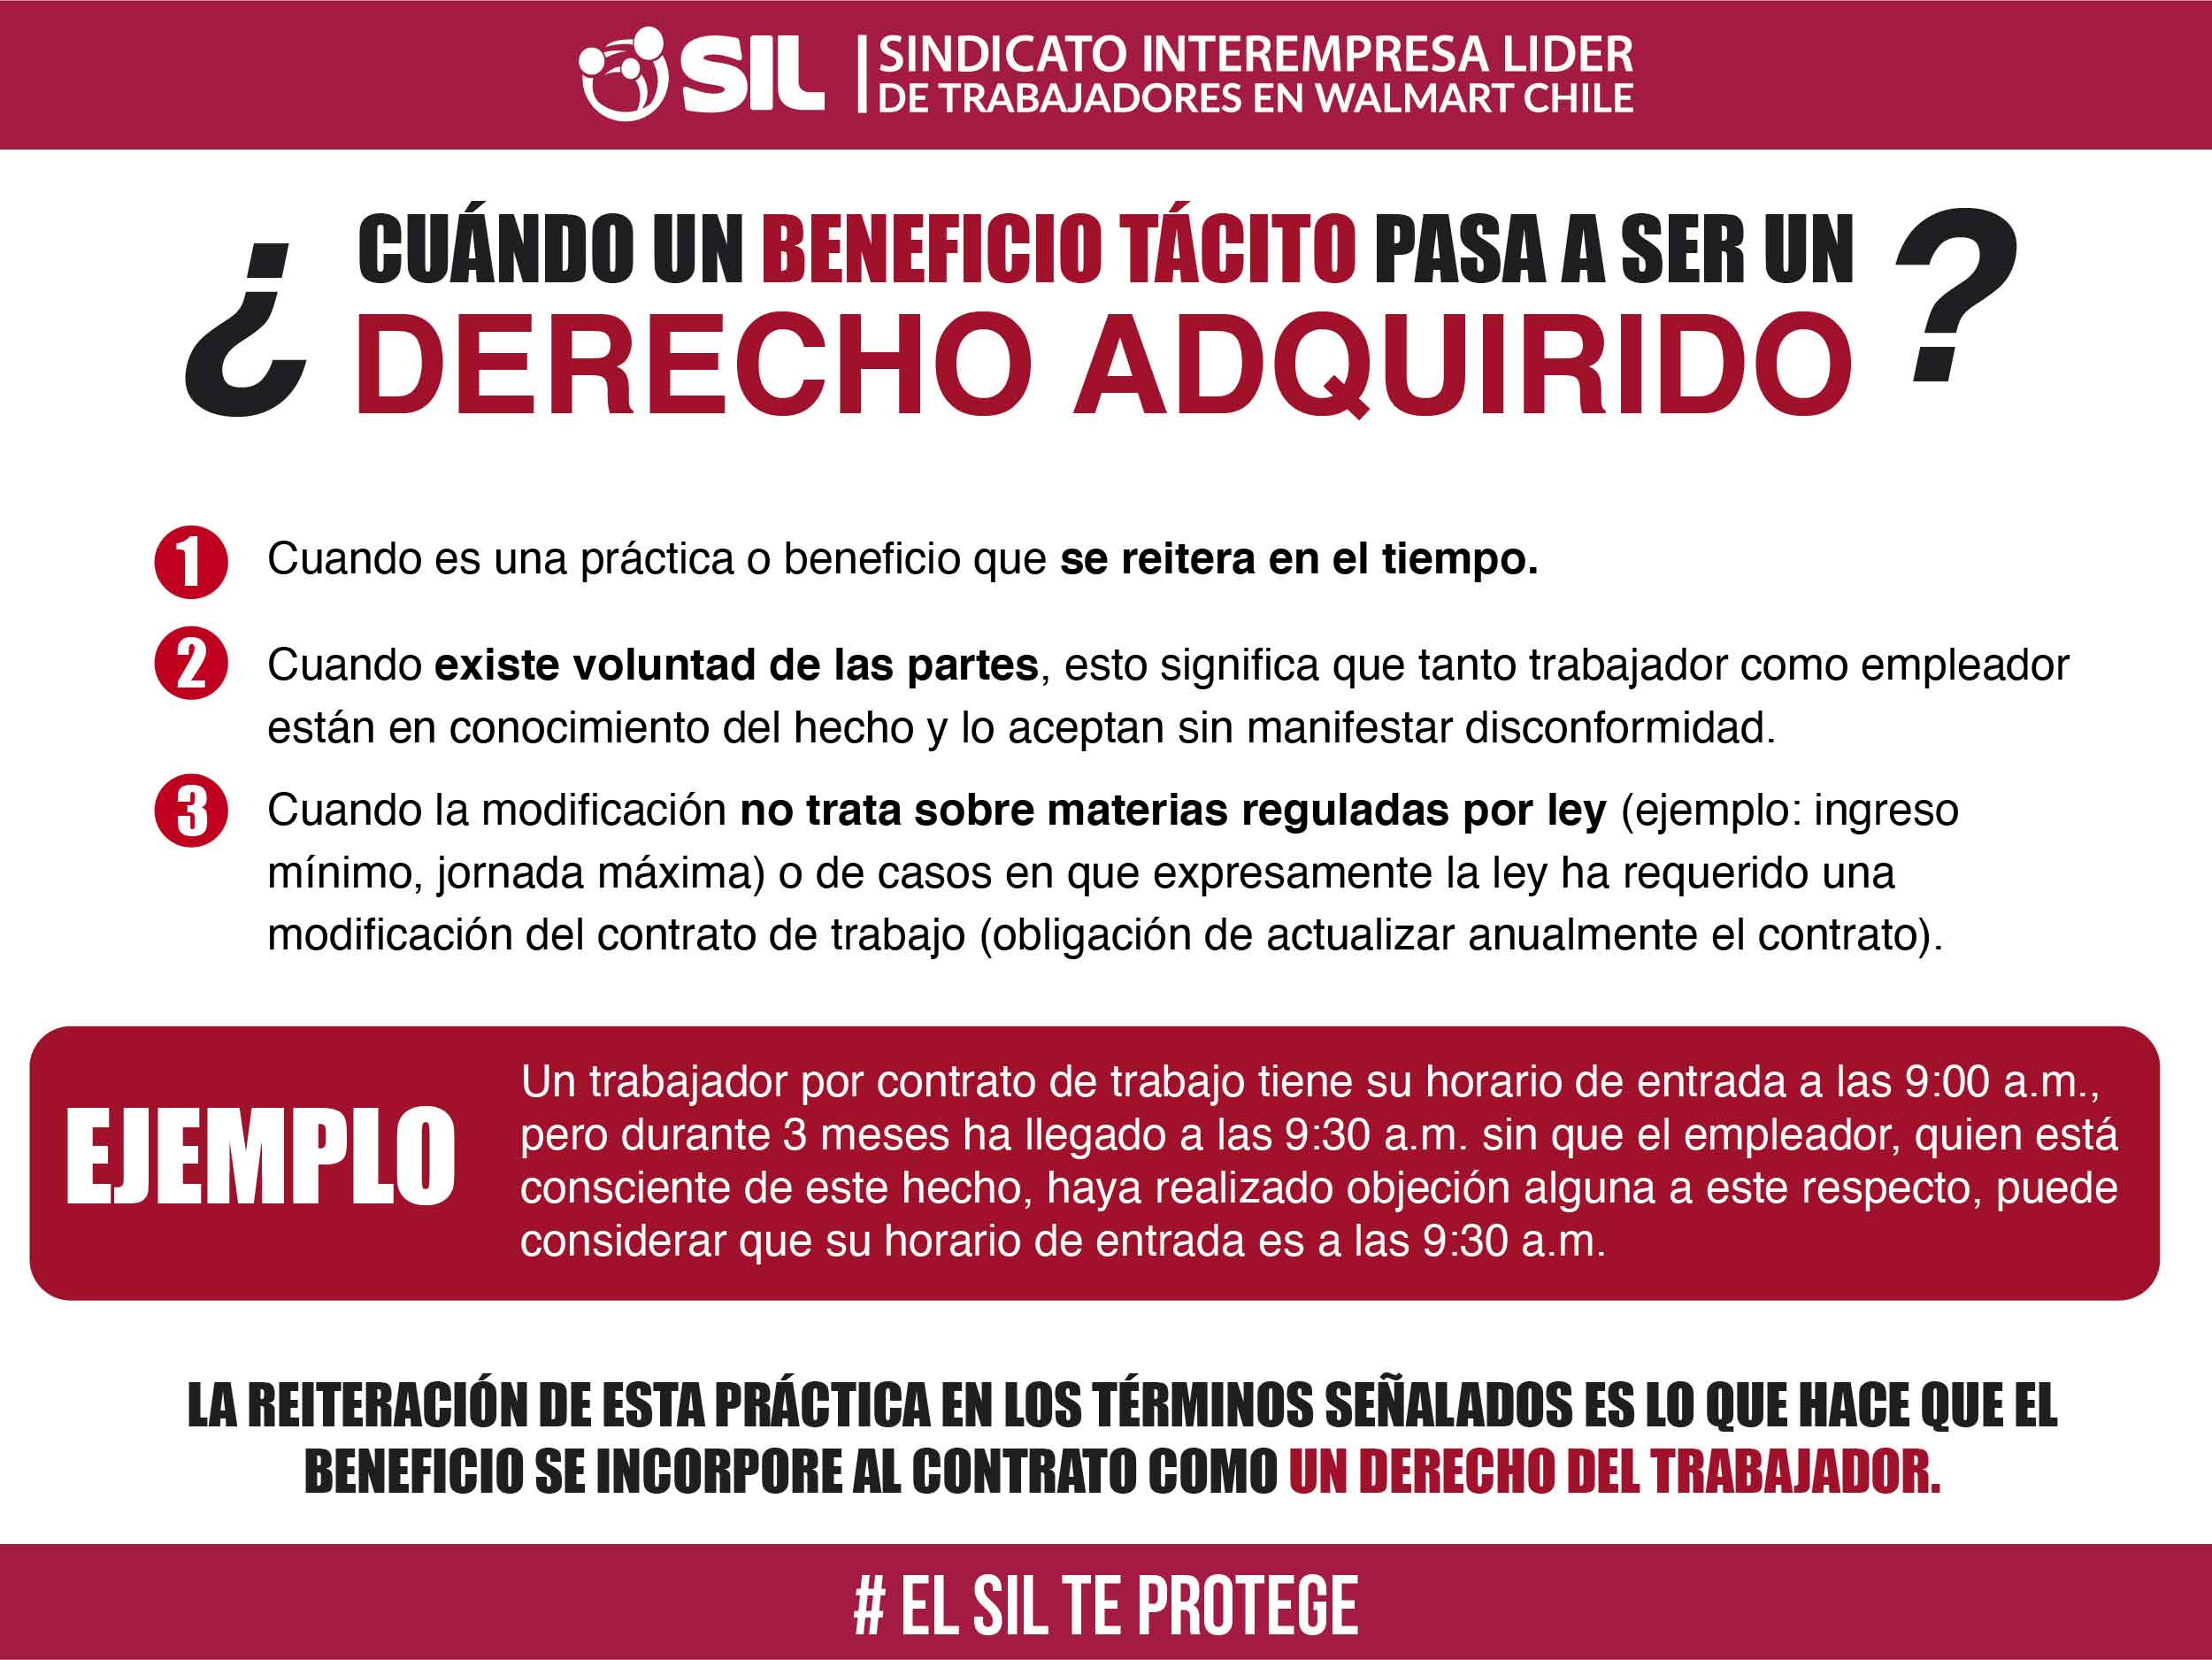 SIL
SINDICATO INTEREMPRESA LIDER
DE TRABAJADORES EN WALMART CHILE
¿CUÁNDO UN BENEFICIO TÁCITO PASA A SER UN
DERECHO ADQUIRIDO?
1 Cuando es una práctica o beneficio que se reitera en el tiempo.
2 Cuando existe voluntad de las partes, esto significa que tanto trabajador como empleador
están en conocimiento del hecho y lo aceptan sin manifestar disconformidad.
3 Cuando la modificación no trata sobre materias reguladas por ley (ejemplo: ingreso
mínimo, jornada máxima) o de casos en que expresamente la ley ha requerido una
modificación del contrato de trabajo (obligación de actualizar anualmente el contrato).
EJEMPLO
Un trabajador por contrato de trabajo tiene su horario de entrada a las 9:00 a.m.,
pero durante 3 meses ha llegado a las 9:30 a.m. sin que el empleador, quien está
consciente de este hecho, haya realizado objeción alguna a este respecto, puede
considerar que su horario de entrada es a las 9:30 a.m.
LA REITERACIÓN DE ESTA PRÁCTICA EN LOS TÉRMINOS SEÑALADOS ES LO QUE HACE QUE EL
BENEFICIO SE INCORPORE AL CONTRATO COMO UN DERECHO DEL TRABAJADOR.
# EL SIL TE PROTEGE